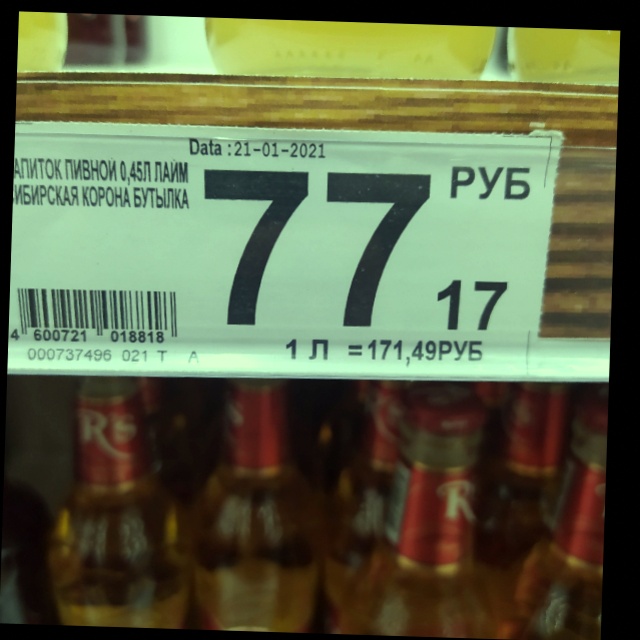 Data : 21-01-2021
АПИТОК ПИВНОЙ 0,45Л ЛАЙМ
ИБИРСКАЯ КОРОНА БУТЫЛКА
77 РУБ
17
4 600721 018818
000737496 021 Т А
1 Л =171,49РУБ
RS
R